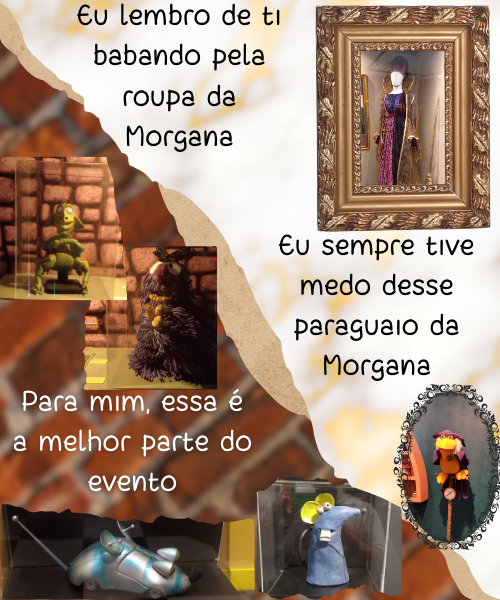 Eu lembro de ti
babando pela
roupa da
Morgana
Eu sempre tive
medo desse
paraguaio da
Morgana
Para mim, essa é
a melhor parte do
evento